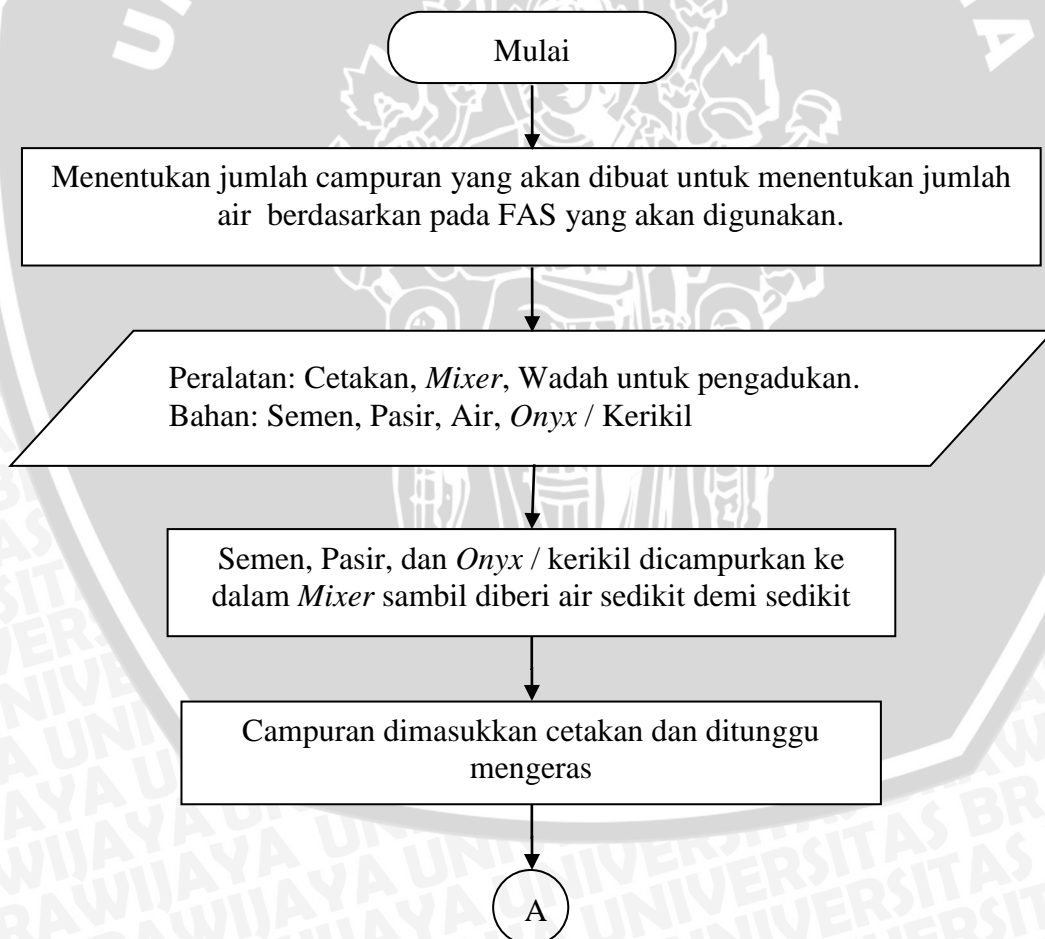 Mulai
Menentukan jumlah campuran yang akan dibuat untuk menentukan jumlah
air berdasarkan pada FAS yang akan digunakan.
Peralatan: Cetakan, Mixer, Wadah untuk pengadukan.
Bahan: Semen, Pasir, Air, Onyx / Kerikil
Semen, Pasir, dan Onyx / kerikil dicampurkan ke
dalam Mixer sambil diberi air sedikit demi sedikit
Campuran dimasukkan cetakan dan ditunggu
mengeras
A